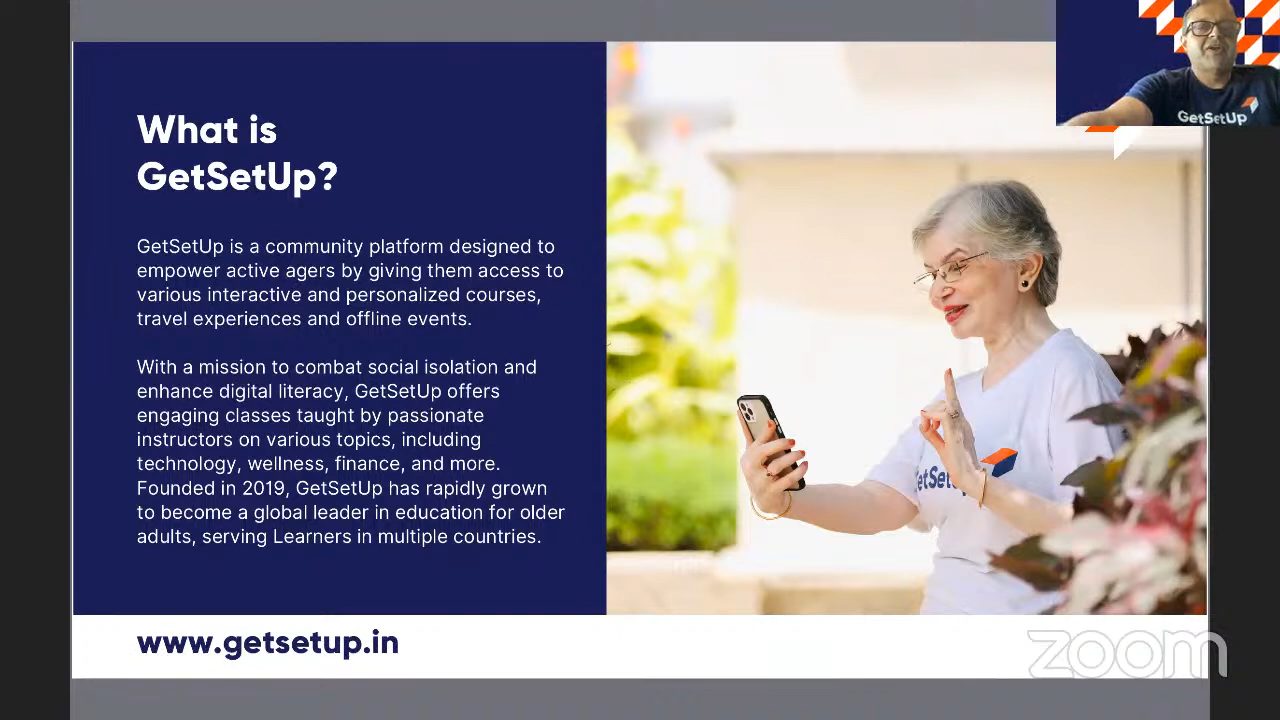 What is
GetSetUp?
GetSetUp is a community platform designed to
empower active agers by giving them access to
various interactive and personalized courses,
travel experiences and offline events.
With a mission to combat social isolation and
enhance digital literacy, GetSetUp offers
engaging classes taught by passionate
instructors on various topics, including
technology, wellness, finance, and more.
Founded in 2019, GetSetUp has rapidly grown
to become a global leader in education for older
adults, serving Learners in multiple countries.
www.getsetup.in
GetSetUp
zoom